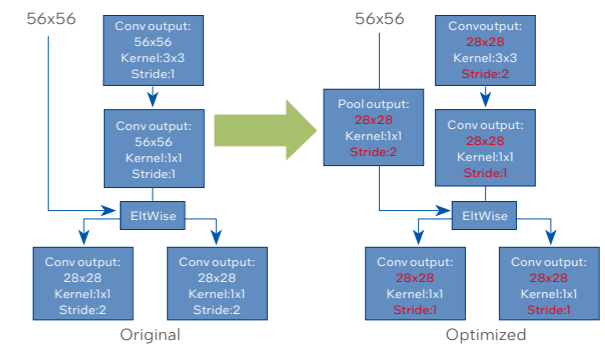 56x56
Conv output:
56x56
Kernel:3x3
Stride:1
Conv output:
56x56
Kernel:1x1
Stride:1
EltWise
Conv output:
28x28
Kernel:1x1
Stride:2
Conv output:
28x28
Kernel:1x1
Stride:2
Original
56x56
Convoutput:
28x28
Kernel:3x3
Stride:2
Pool output:
28x28
Kernel:1x1
Stride:2
Conv output:
28x28
Kernel:1x1
Stride:1
EltWise
Conv output:
28x28
Kernel:1x1
Stride:1
Conv output:
28x28
Kernel:1x1
Stride:1
Optimized